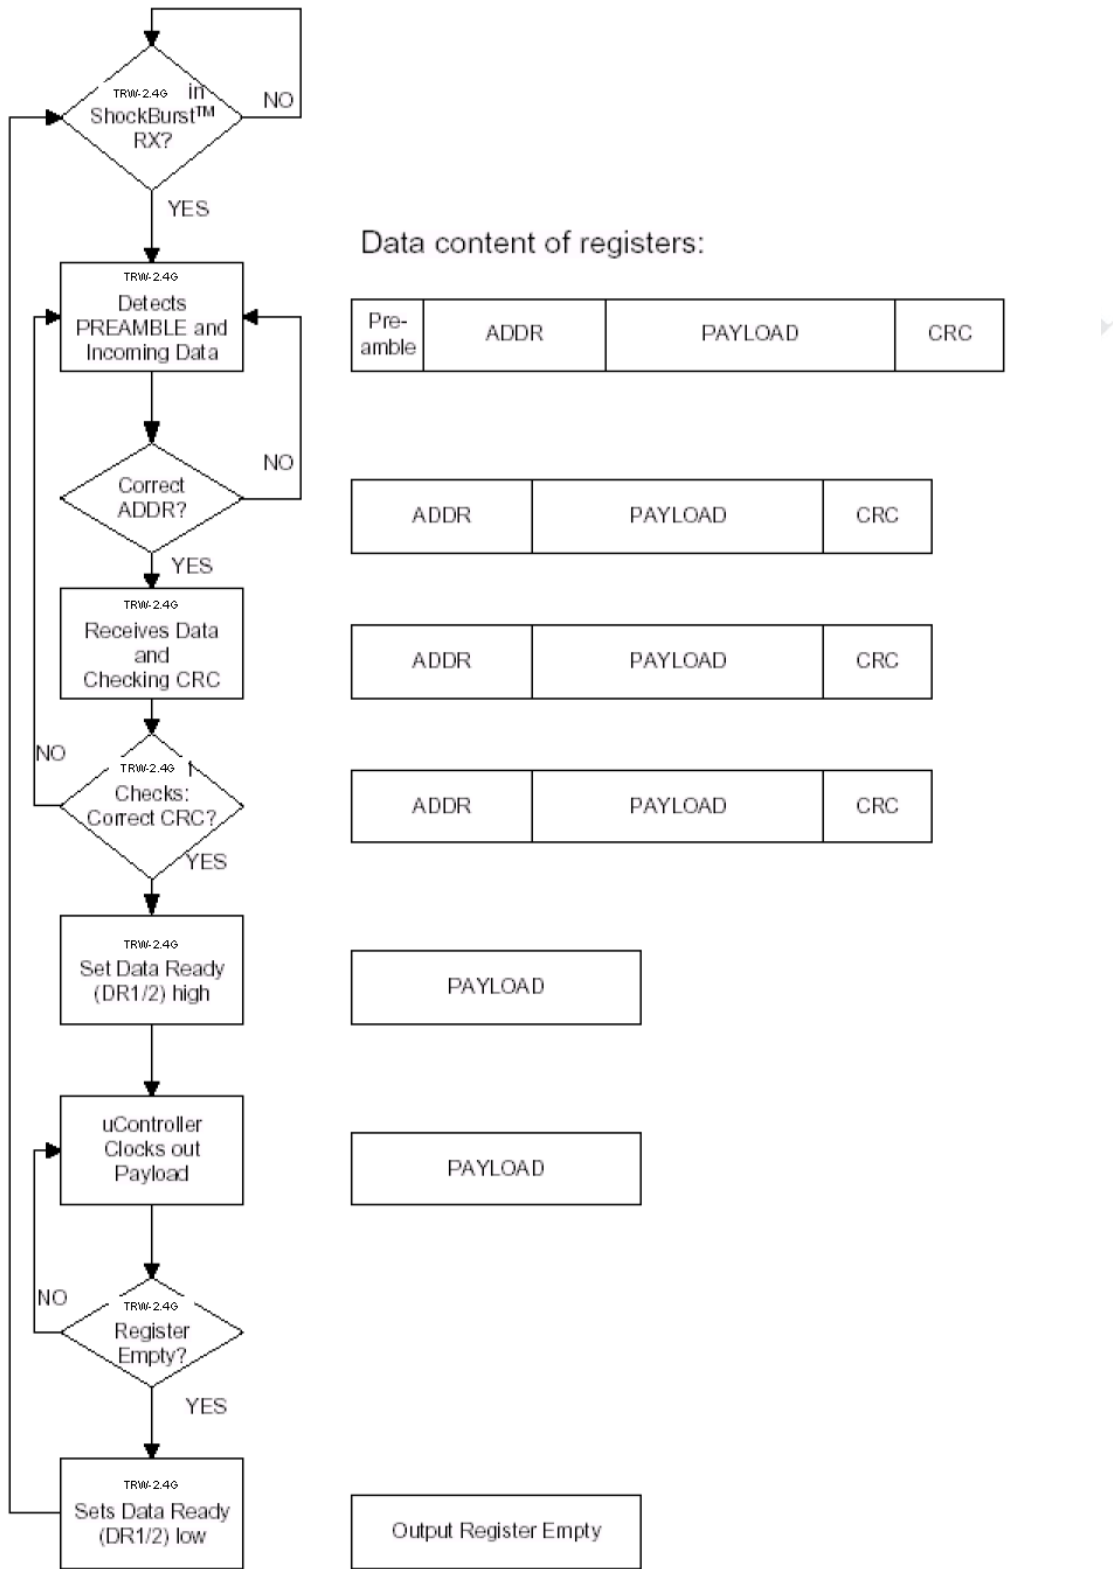 TRW-2.4G in
ShockBurst™
RX?
NO
YES
Data content of registers:
TRW-2.4G
Detects
PREAMBLE and
Incoming Data
Pre-
amble
ADDR
PAYLOAD
CRC
Correct
ADDR?
NO
YES
ADDR
PAYLOAD
CRC
TRW-2.4G
Receives Data
and
Checking CRC
ADDR
PAYLOAD
CRC
NO
TRW-2.4G
Checks:
Correct CRC?
YES
ADDR
PAYLOAD
CRC
TRW-2.4G
Set Data Ready
(DR1/2) high
PAYLOAD
uController
Clocks out
Payload
PAYLOAD
NO
TRW-2.4G
Register
Empty?
YES
TRW-2.4G
Sets Data Ready
(DR1/2) low
Output Register Empty